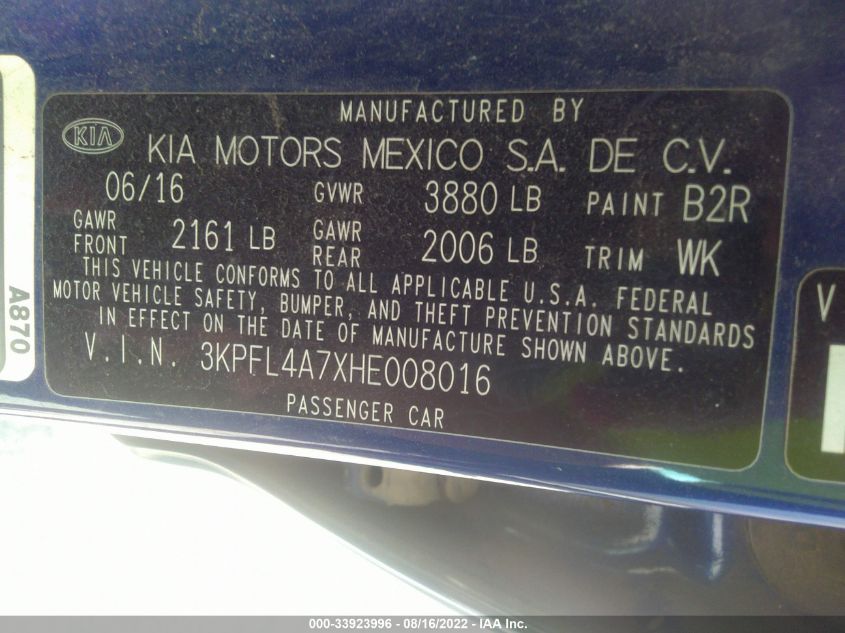 MANUFACTURED BY
KIA KIA MOTORS MEXICO S.A. DE C.V.
06/16 GVWR 3880 LB PAINT B2R
GAWR FRONT 2161 LB GAWR REAR 2006 LB TRIM WK
THIS VEHICLE CONFORMS TO ALL APPLICABLE U.S.A. FEDERAL
MOTOR VEHICLE SAFETY, BUMPER, AND THEFT PREVENTION STANDARDS
IN EFFECT ON THE DATE OF MANUFACTURE SHOWN ABOVE.
V.I.N. 3KPFL4A7XHE008016
PASSENGER CAR
A870
V
000-33923996 - 08/16/2022 - IAA Inc.